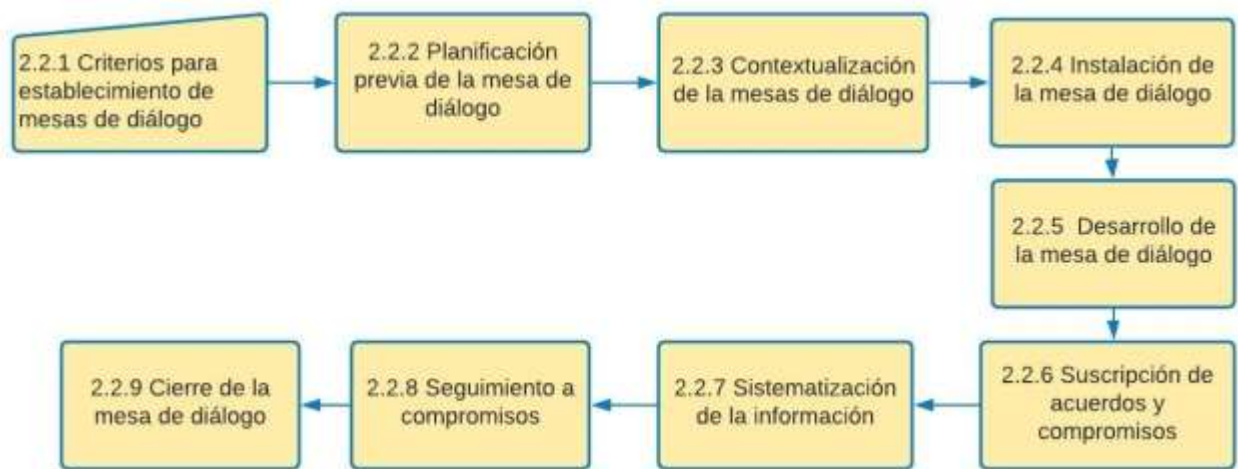 2.2.1 Criterios para
establecimiento de
mesas de diálogo
2.2.2 Planificación
previa de la mesa de
diálogo
2.2.3 Contextualización
de la mesas de diálogo
2.2.4 Instalación de
la mesa de diálogo
2.2.5 Desarrollo de
la mesa de diálogo
2.2.6 Suscripción de
acuerdos y
compromisos
2.2.7 Sistematización
de la información
2.2.8 Seguimiento a
compromisos
2.2.9 Cierre de la
mesa de diálogo